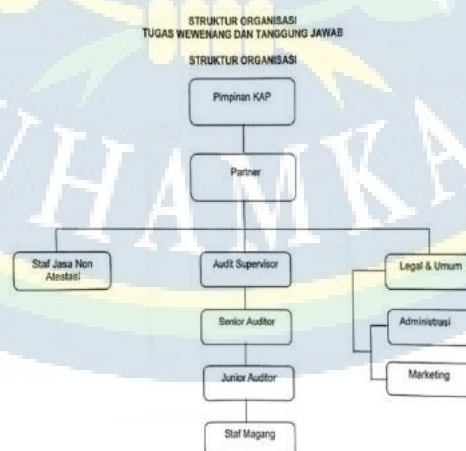 STRUKTUR ORGANISASI
TUGAS WEWENANG DAN TANGGUNG JAWAB
STRUKTUR ORGANISASI
Pimpinan KAP
Partner
UHAMKA
Staf Jasa Non
Atestasi
Audit Supervisor
Legal & Umum
Senior Auditor
Administrasi
Junior Auditor
Marketing
Staf Magang